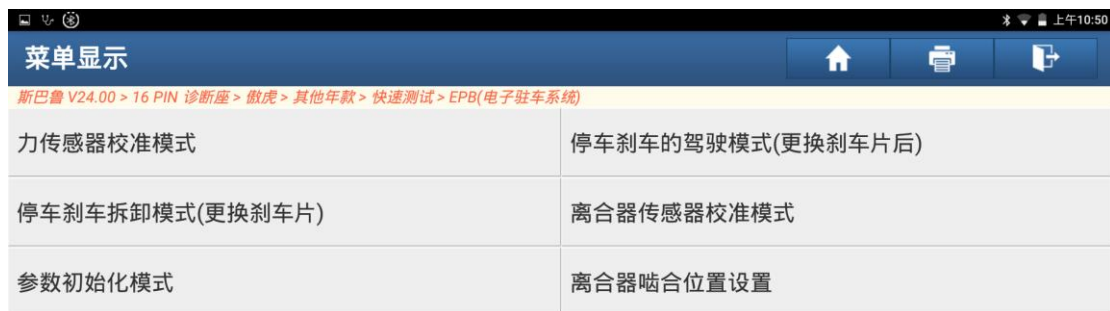 上午10:50
菜单显示
斯巴鲁 V24.00 > 16 PIN 诊断座 > 傲虎 > 其他年款 > 快速测试 > EPB(电子驻车系统)
力传感器校准模式
停车刹车的驾驶模式(更换刹车片后)
停车刹车拆卸模式(更换刹车片)
离合器传感器校准模式
参数初始化模式
离合器啮合位置设置